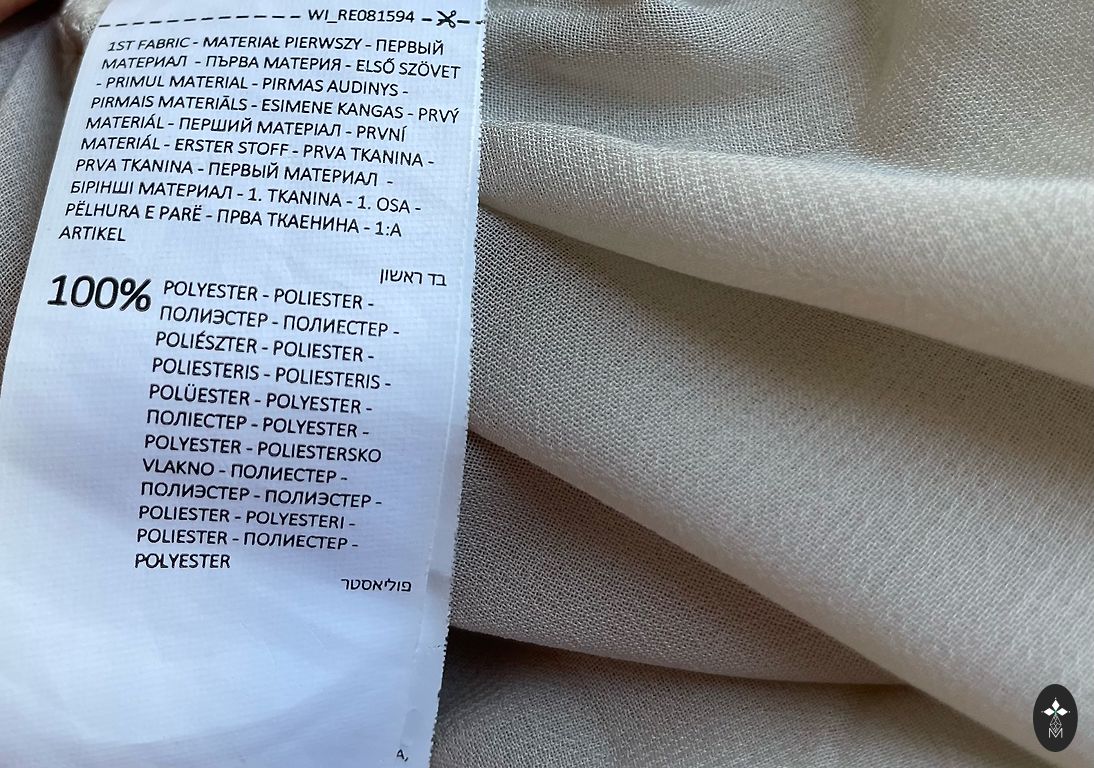 WI_RE081594
1ST FABRIC - MATERIAŁ PIERWSZY - ПЕРВЫЙ
МАТЕРИАЛ - ПЪРВА МАТЕРИЯ - ELSŐ SZÖVET
- PRIMUL MATERIAL - PIRMAS AUDINYS -
PIRMAIS MATERIĀLS - ESIMENE KANGAS - PRVÝ
MATERIÁL - ПЕРШИЙ МАТЕРІАЛ - PRVNÍ
MATERIÁL - ERSTER STOFF - PRVA TKANINA -
PRVA TKANINA - ПЕРВЫЙ МАТЕРИАЛ -
БІРІНШІ МАТЕРИАЛ - 1. TKANINA - 1. OSA -
PËLHURA E PARË - ПРВА ТКАЕНИНА - 1:A
ARTIKEL
בד ראשון
100% POLYESTER - POLIESTER -
ПОЛИЭСТЕР - ПОЛИЕСТЕР -
POLIÉSZTER - POLIESTER -
POLIESTERIS - POLIESTERIS -
POLÜESTER - POLYESTER -
ПОЛІЕСТЕР - POLYESTER -
POLYESTER - POLIESTERSKO
VLAKNO - ПОЛИЕСТЕР -
ПОЛИЭСТЕР - ПОЛИЭСТЕР -
POLIESTER - POLYESTERI -
POLIESTER - ПОЛИЕСТЕР -
POLYESTER
פוליאסטר
A,
M